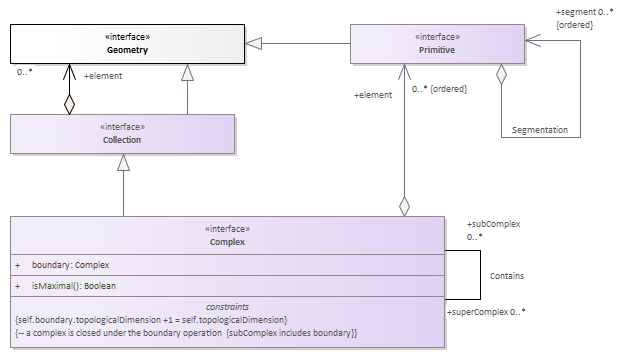 «interface»
Geometry
«interface»
Primitive
+segment 0..*
{ordered}
0..*
+element
+element
0..* {ordered}
Segmentation
«interface»
Collection
«interface»
Complex
+ boundary: Complex
+ isMaximal(): Boolean
constraints
{self.boundary.topologicalDimension +1 = self.topologicalDimension}
{-- a complex is closed under the boundary operation  {subComplex includes boundary}}
+subComplex
0..*
Contains
+superComplex 0..*